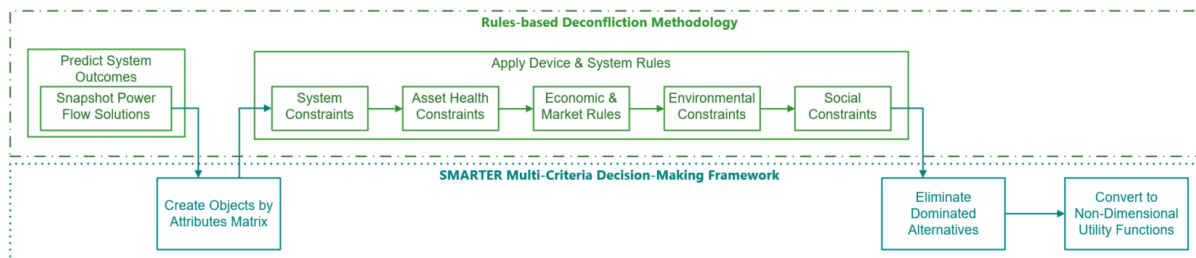 Rules-based Deconfliction Methodology
Predict System
Outcomes
Snapshot Power
Flow Solutions
Apply Device & System Rules
System
Constraints
Asset Health
Constraints
Economic &
Market Rules
Environmental
Constraints
Social
Constraints
SMARTER Multi-Criteria Decision-Making Framework
Create Objects by
Attributes Matrix
Eliminate
Dominated
Alternatives
Convert to
Non-Dimensional
Utility Functions